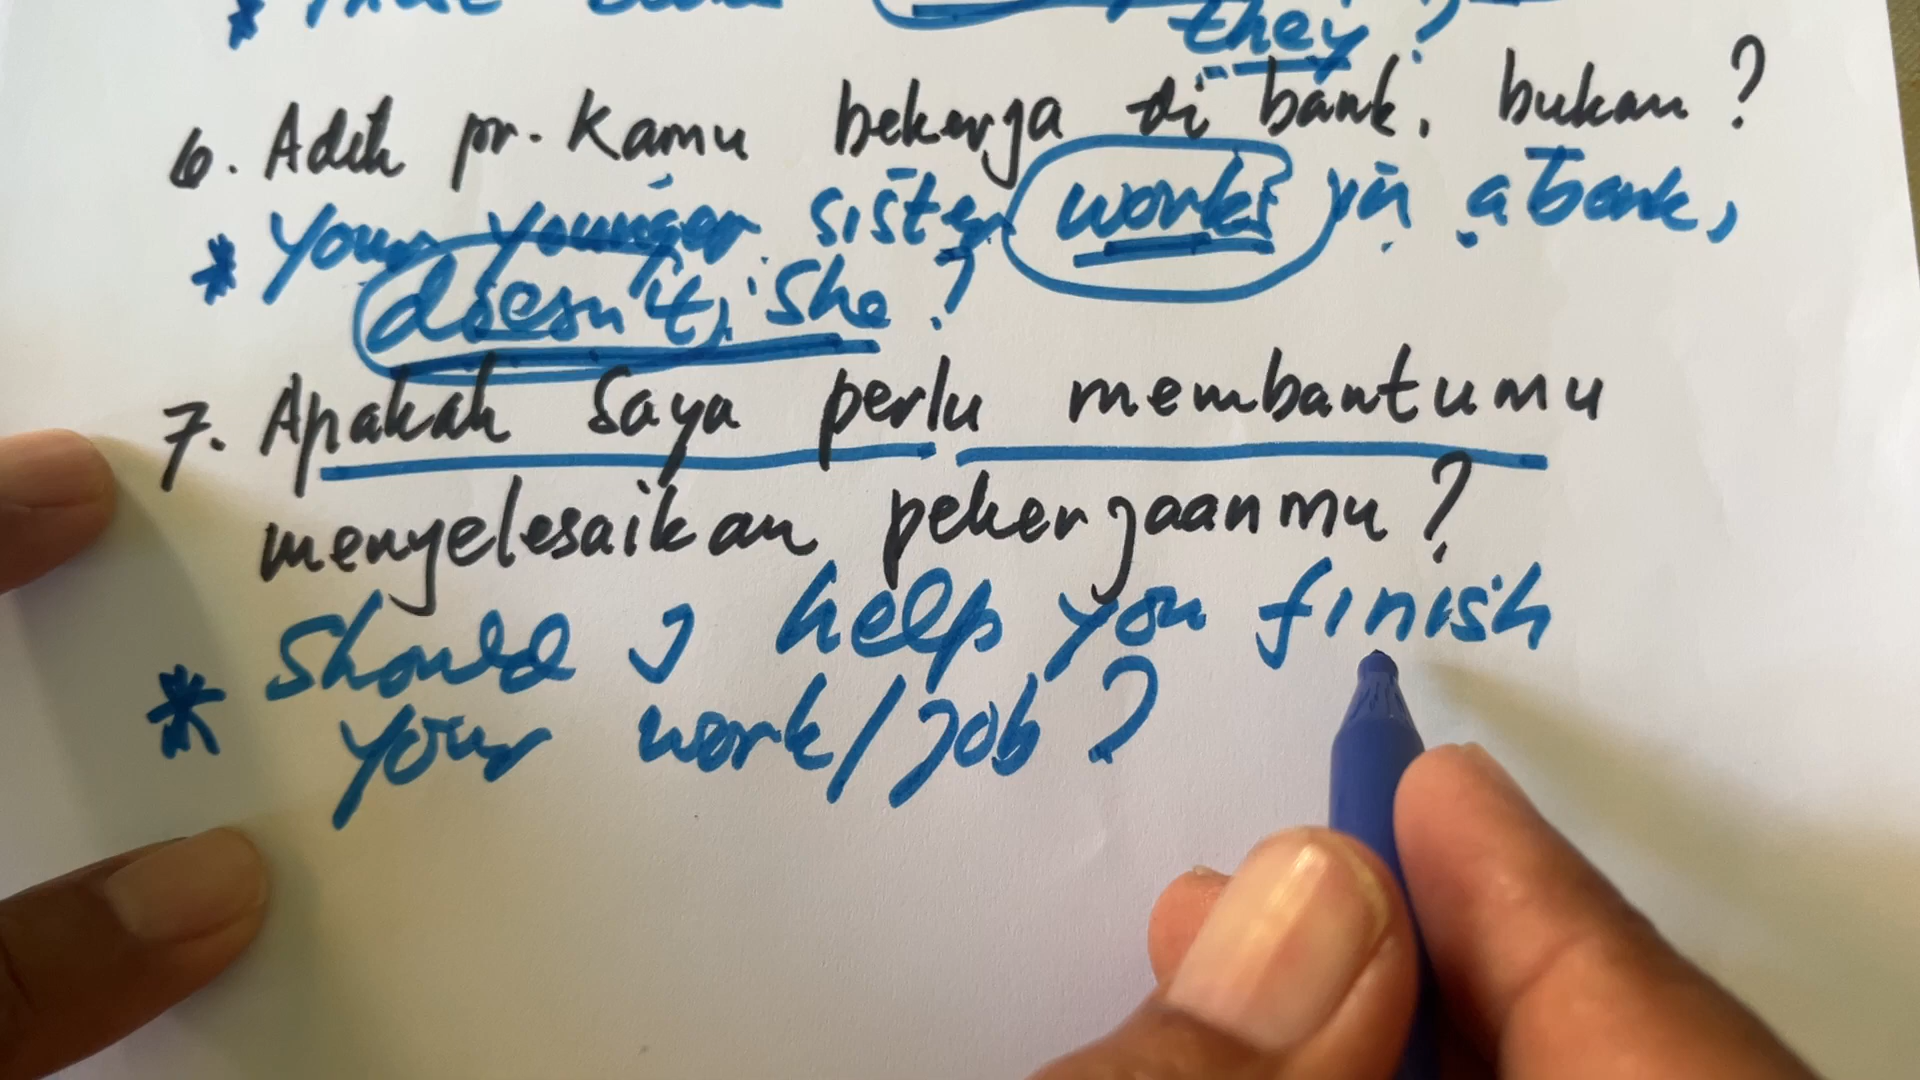 they?
6. Adik pr. Kamu bekerja di bank, bukan?
* Your younger sister works in a bank,
doesn't she?
7. Apakah Saya perlu membantumu
menyelesaikan pekerjaanmu?
* Should I help you finish
your work/job?